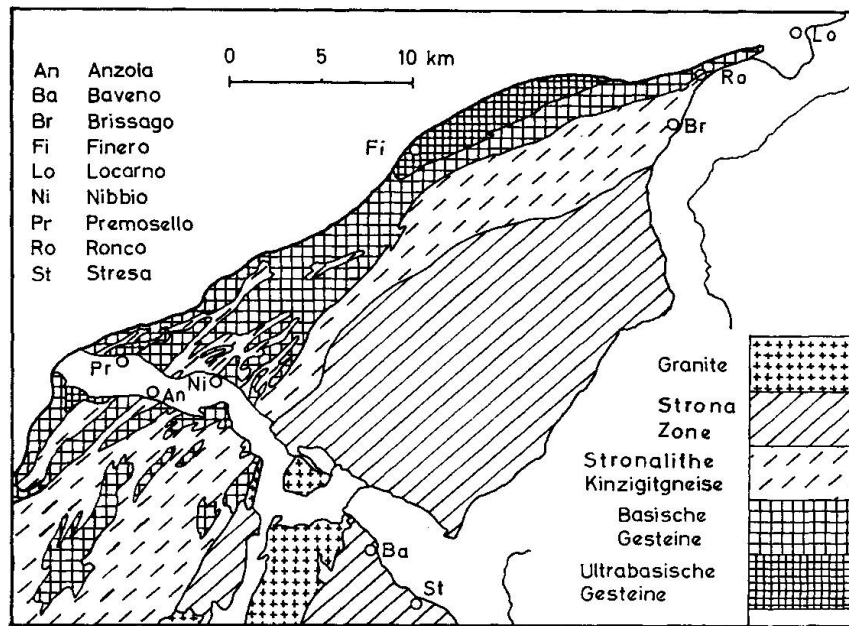 An Anzola
Ba Baveno
Br Brissago
Fi Finero
Lo Locarno
Ni Nibbio
Pr Premosello
Ro Ronco
St Stresa
0 5 10 km
Lo
Ro
Br
Fi
Pr
Ni
An
Ba
St
Granite
Strona
Zone
Stronalithe
Kinzigitgneise
Basische
Gesteine
Ultrabasische
Gesteine